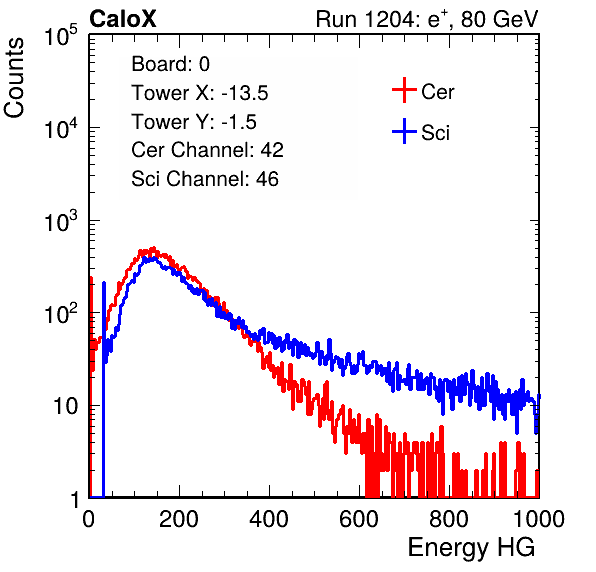 CaloX Run 1204: e+, 80 GeV
Counts
10^5
10^4
10^3
10^2
10
1
Board: 0
Tower X: -13.5
Tower Y: -1.5
Cer Channel: 42
Sci Channel: 46
Cer
Sci
0 200 400 600 800 1000
Energy HG